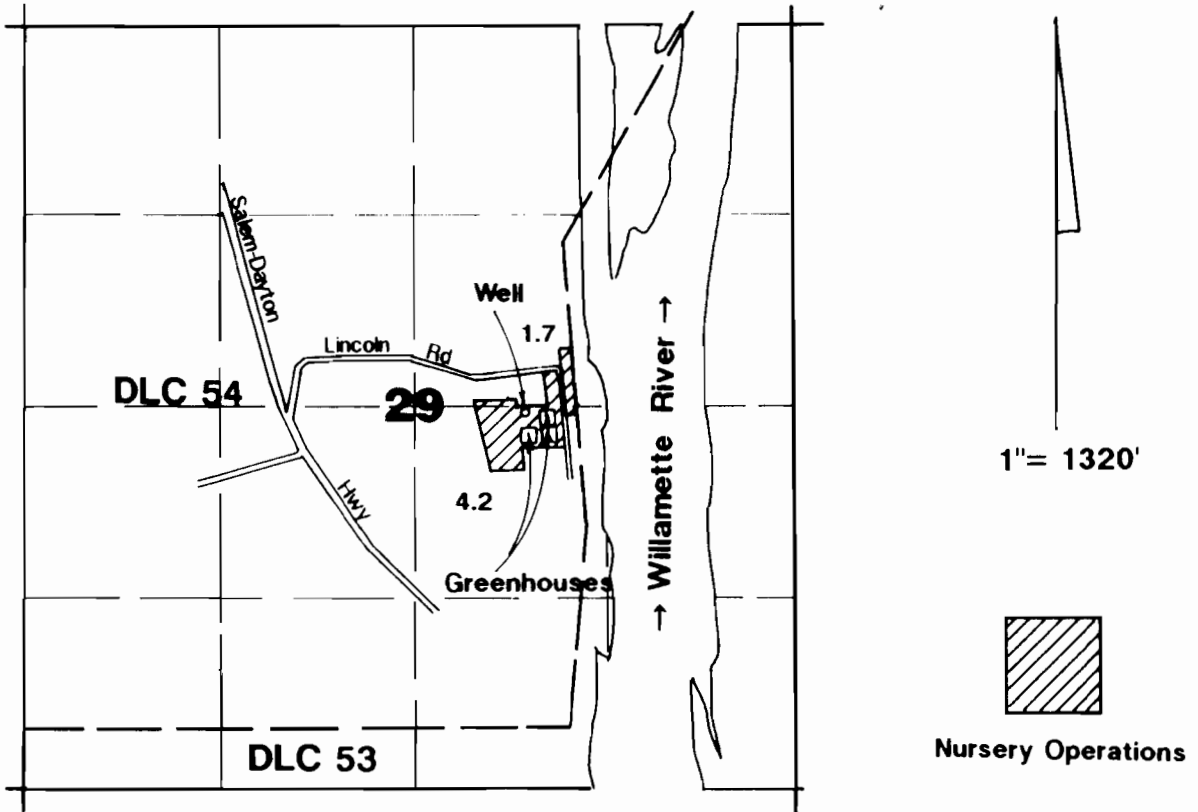 Salem-Dayton
Well
1.7
Lincoln Rd
DLC 54
29
→ Willamette River →
1"= 1320'
Hwy
4.2
Greenhouses
Nursery Operations
DLC 53